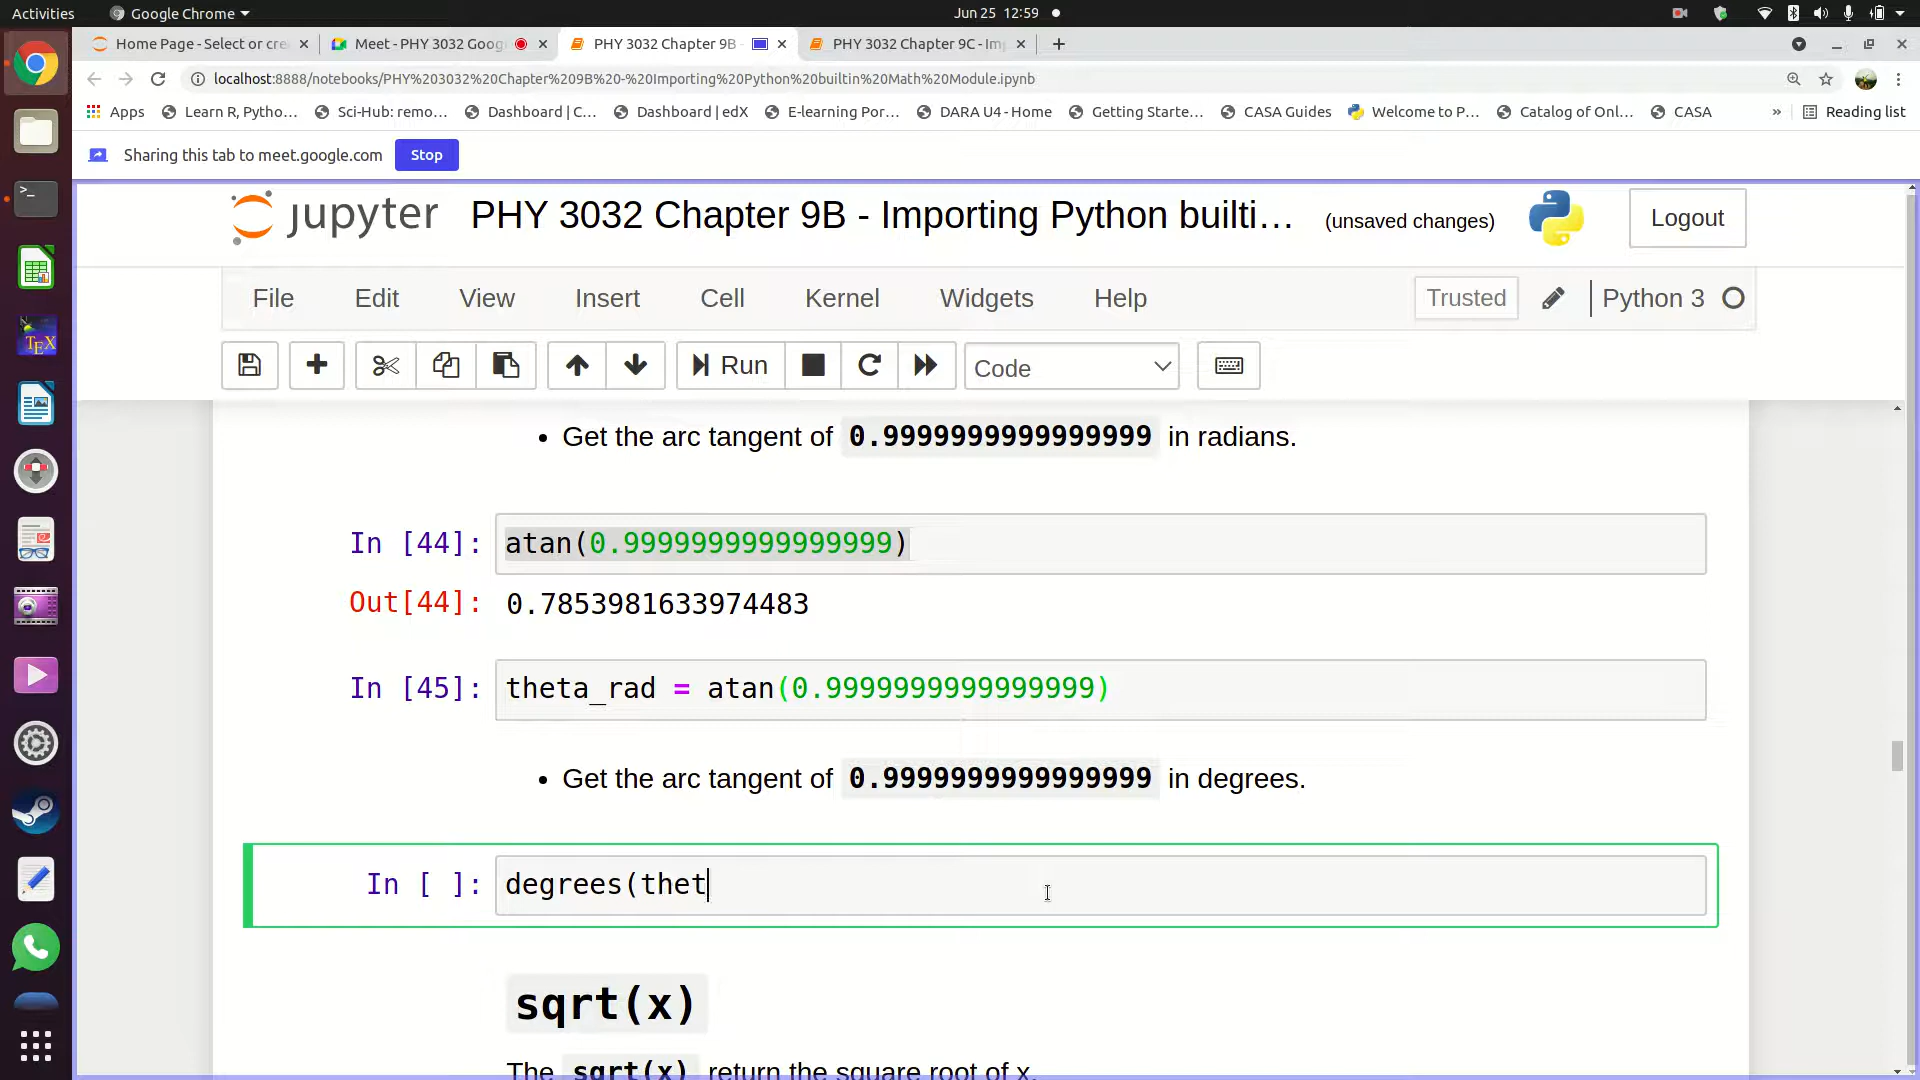 Activities Google Chrome Jun 25 12:59
Home Page - Select or cre Meet - PHY 3032 Goog PHY 3032 Chapter 9B - PHY 3032 Chapter 9C - Im
localhost:8888/notebooks/PHY%203032%20Chapter%209B%20-%20Importing%20Python%20builtin%20Math%20Module.ipynb
Apps Learn R, Pytho... Sci-Hub: remo... Dashboard | C... Dashboard | edX E-learning Por... DARA U4 - Home Getting Starte... CASA Guides Welcome to P... Catalog of Onl... CASA » Reading list
Sharing this tab to meet.google.com Stop
jupyter PHY 3032 Chapter 9B - Importing Python builti... (unsaved changes) Logout
File Edit View Insert Cell Kernel Widgets Help Trusted Python 3
Run Code
• Get the arc tangent of 0.9999999999999999 in radians.
In [44]: atan(0.9999999999999999)
Out[44]: 0.7853981633974483
In [45]: theta_rad = atan(0.9999999999999999)
• Get the arc tangent of 0.9999999999999999 in degrees.
In [ ]: degrees(thet
sqrt(x)
The sqrt(x) return the square root of x.